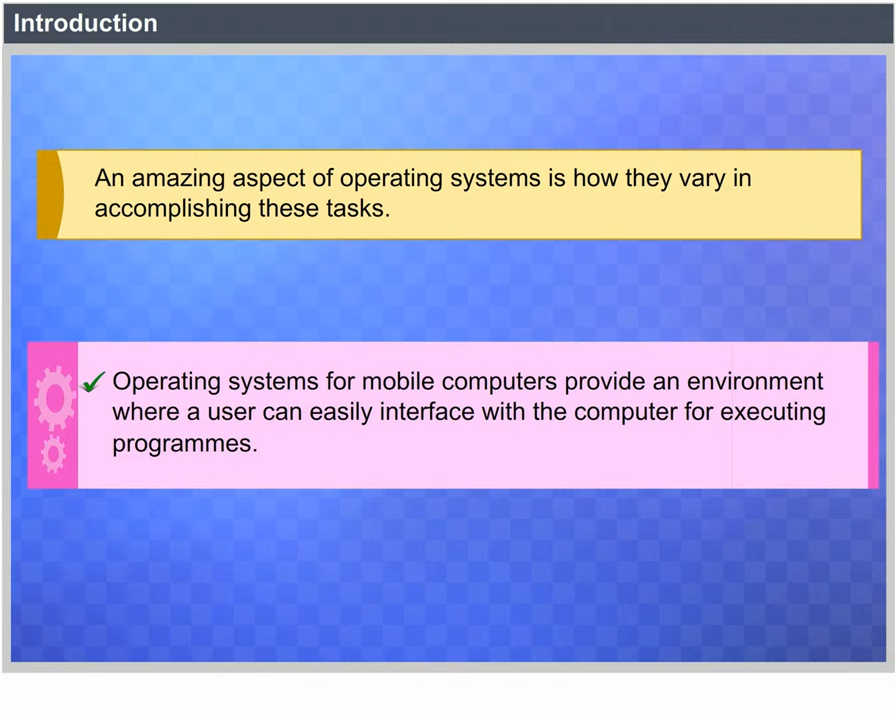 Introduction
An amazing aspect of operating systems is how they vary in
accomplishing these tasks.
Operating systems for mobile computers provide an environment
where a user can easily interface with the computer for executing
programmes.